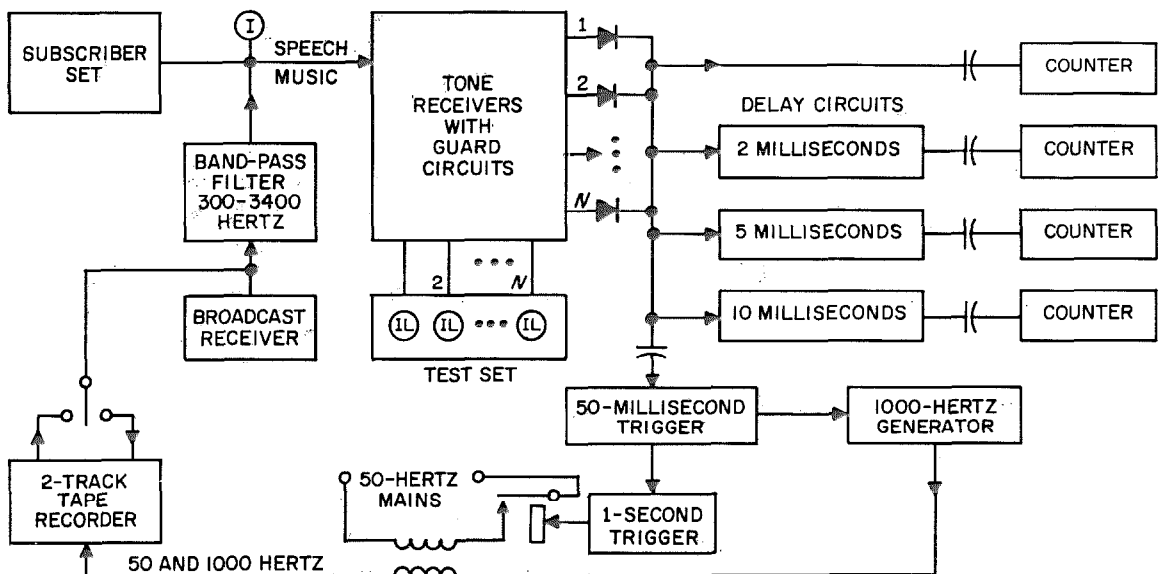 SUBSCRIBER
SET
I
SPEECH
MUSIC
BAND-PASS
FILTER
300-3400
HERTZ
BROADCAST
RECEIVER
2-TRACK
TAPE
RECORDER
50 AND 1000 HERTZ
TONE
RECEIVERS
WITH
GUARD
CIRCUITS
1
2
N
2
N
IL
IL
IL
TEST SET
DELAY CIRCUITS
COUNTER
2 MILLISECONDS
COUNTER
5 MILLISECONDS
COUNTER
10 MILLISECONDS
COUNTER
50-MILLISECOND
TRIGGER
1000-HERTZ
GENERATOR
50-HERTZ
MAINS
1-SECOND
TRIGGER